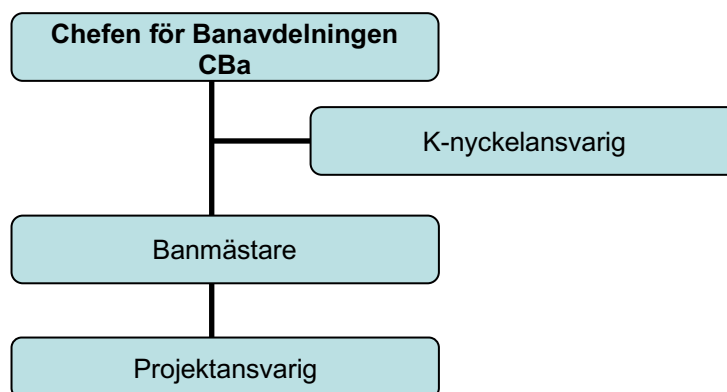 Chefen för Banavdelningen
CBa
K-nyckelansvarig
Banmästare
Projektansvarig